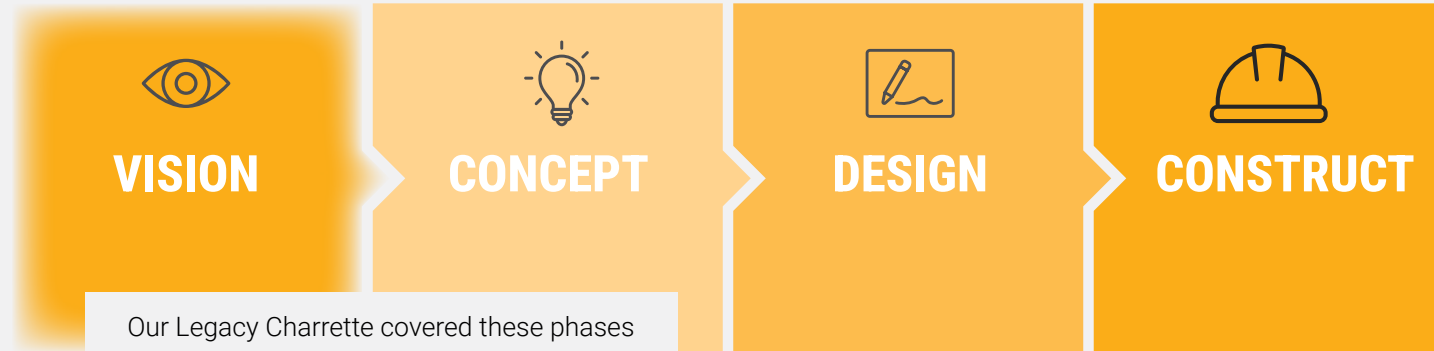 VISION
CONCEPT
DESIGN
CONSTRUCT
Our Legacy Charrette covered these phases